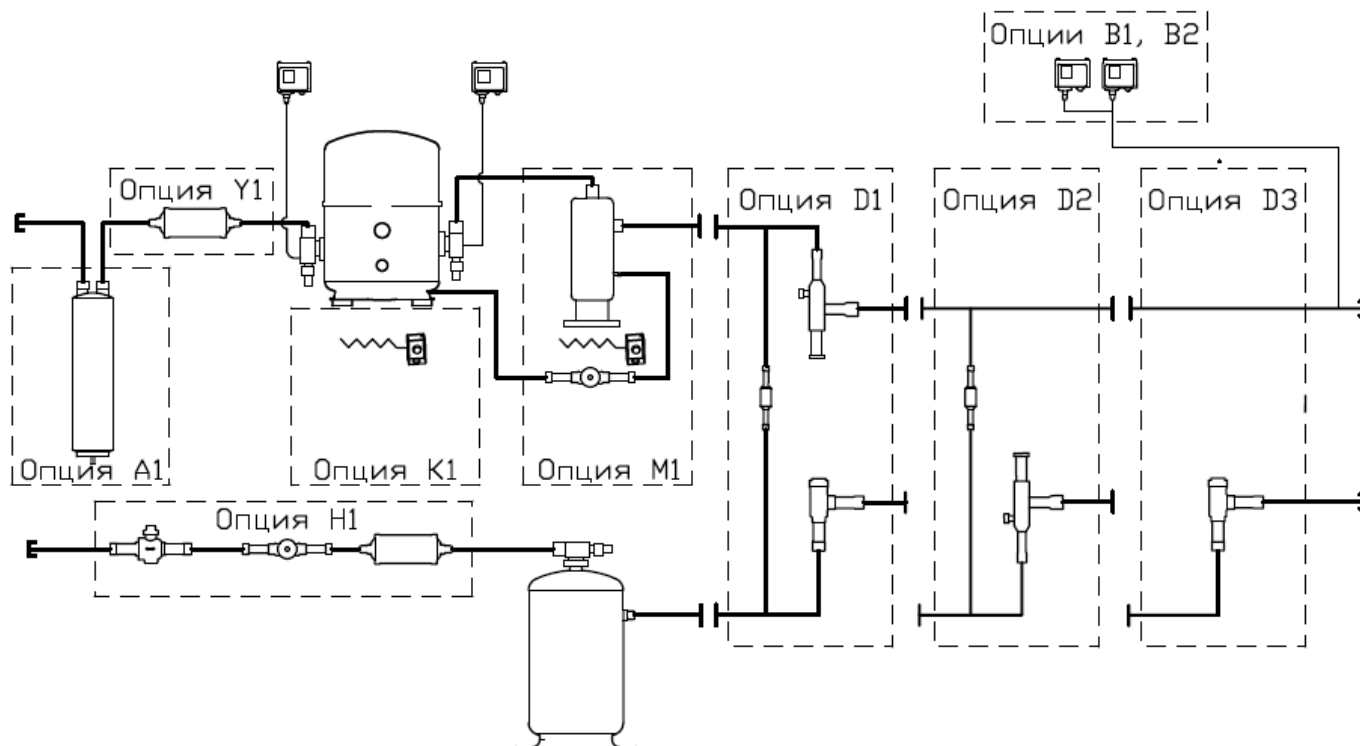 Опции B1, B2
Опция Y1
Опция D1
Опция D2
Опция D3
Опция A1
Опция K1
Опция M1
Опция H1